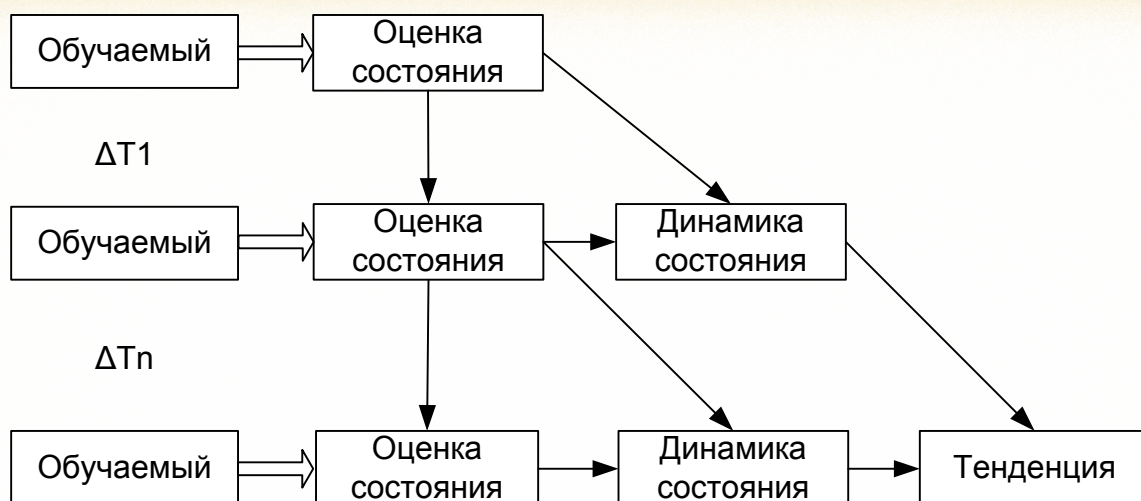 Обучаемый
Оценка
состояния
ΔT1
Обучаемый
Оценка
состояния
Динамика
состояния
ΔTn
Обучаемый
Оценка
состояния
Динамика
состояния
Тенденция